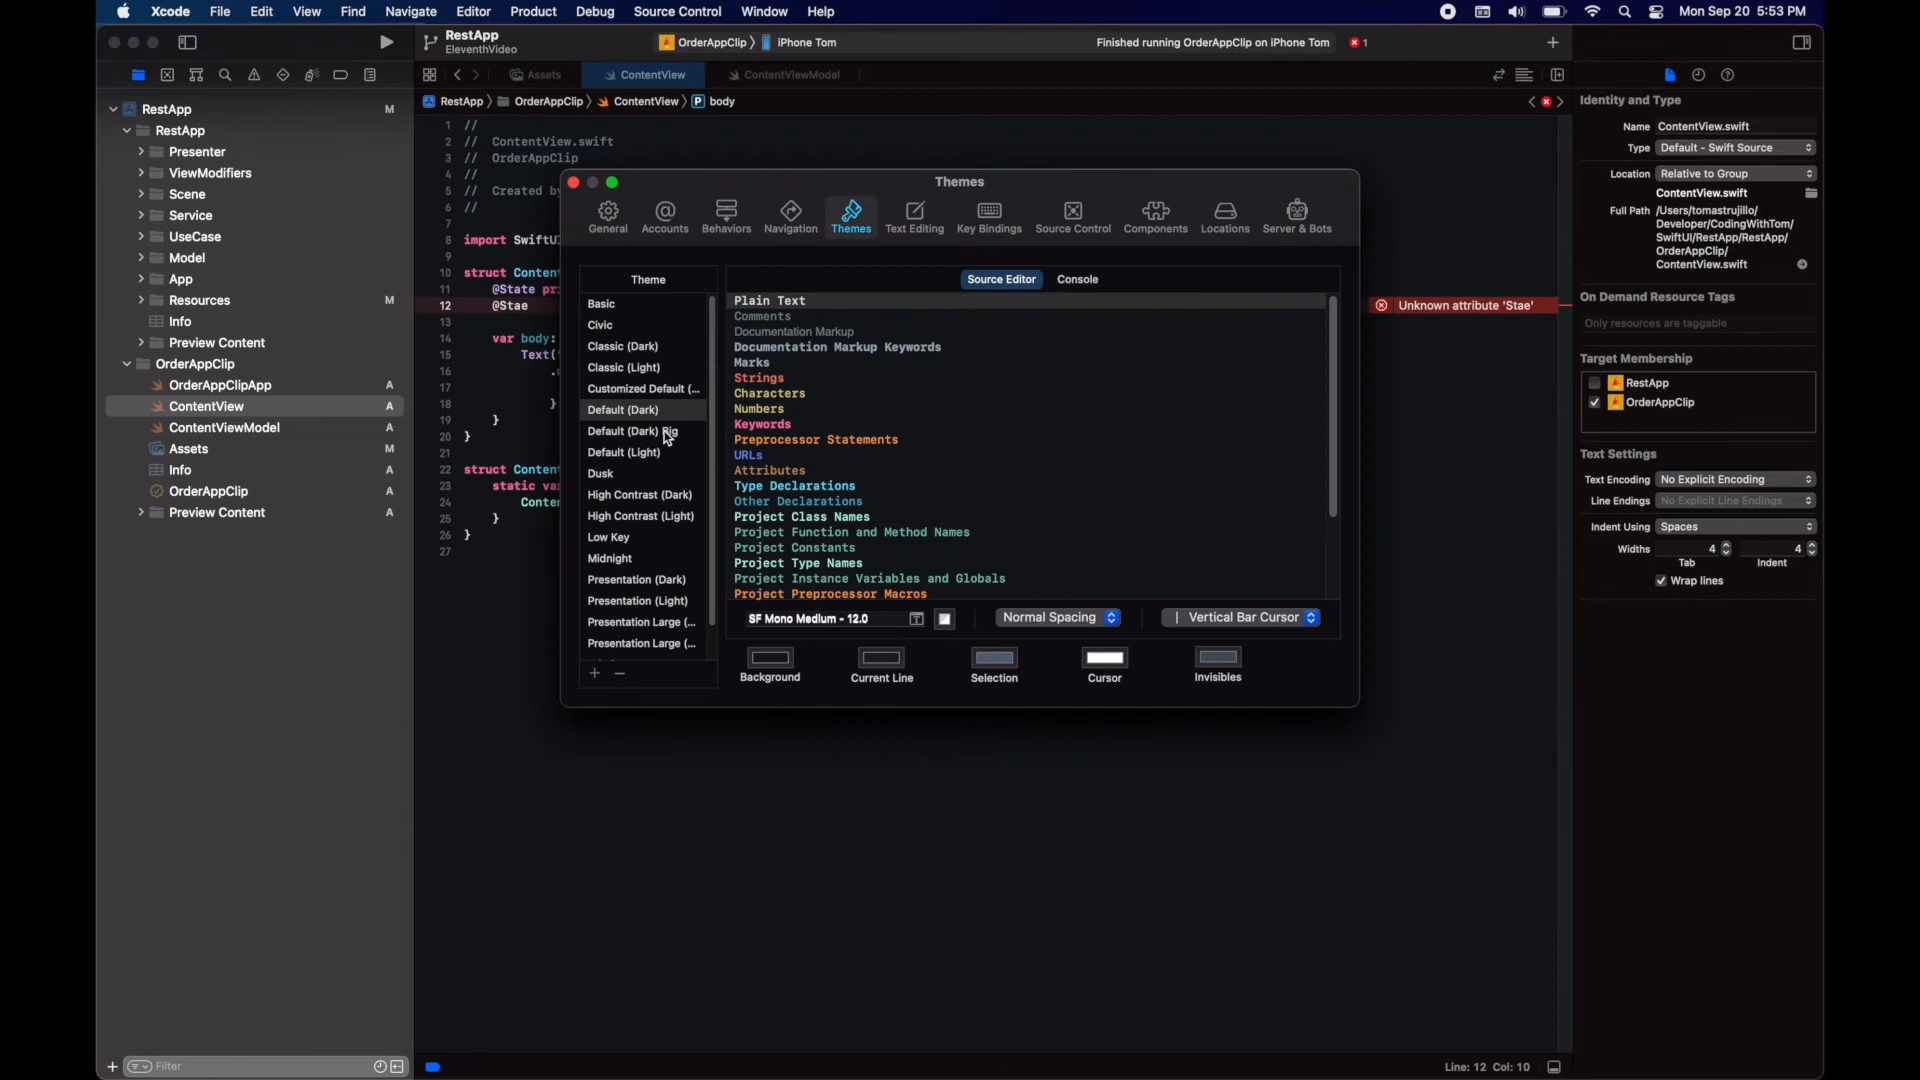 Xcode File Edit View Find Navigate Editor Product Debug Source Control Window Help
Mon Sep 20 5:53 PM
RestApp
EleventhVideo
OrderAppClip 〉 iPhone Tom
Finished running OrderAppClip on iPhone Tom
1
Assets
ContentView
ContentViewModel
RestApp 〉 OrderAppClip 〉 ContentView 〉 P body
RestApp M
RestApp
Presenter
ViewModifiers
Scene
Service
UseCase
Model
App
Resources M
Info
Preview Content
OrderAppClip
OrderAppClipApp A
ContentView A
ContentViewModel A
Assets M
Info A
OrderAppClip A
Preview Content A
Filter
1 //
2 // ContentView.swift
3 // OrderAppClip
4 //
5 // Created by
6 //
7
8 import SwiftUI
9
10 struct Conten
11 @State pri
12 @Stae
13
14 var body:
15 Text("
16 .
17
18 }
19 }
20 }
21
22 struct Conten
23 static va
24 Conte
25 }
26 }
27
Unknown attribute 'Stae'
Themes
General
Accounts
Behaviors
Navigation
Themes
Text Editing
Key Bindings
Source Control
Components
Locations
Server & Bots
Theme
Basic
Civic
Classic (Dark)
Classic (Light)
Customized Default (...
Default (Dark)
Default (Dark) Big
Default (Light)
Dusk
High Contrast (Dark)
High Contrast (Light)
Low Key
Midnight
Presentation (Dark)
Presentation (Light)
Presentation Large (...
Presentation Large (...
Source Editor
Console
Plain Text
Comments
Documentation Markup
Documentation Markup Keywords
Marks
Strings
Characters
Numbers
Keywords
Preprocessor Statements
URLs
Attributes
Type Declarations
Other Declarations
Project Class Names
Project Function and Method Names
Project Constants
Project Type Names
Project Instance Variables and Globals
Project Preprocessor Macros
SF Mono Medium - 12.0
Normal Spacing
Vertical Bar Cursor
Background
Current Line
Selection
Cursor
Invisibles
Identity and Type
Name ContentView.swift
Type Default - Swift Source
Location Relative to Group
ContentView.swift
Full Path /Users/tomastrujillo/
Developer/CodingWithTom/
SwiftUI/RestApp/RestApp/
OrderAppClip/
ContentView.swift
On Demand Resource Tags
Only resources are taggable
Target Membership
RestApp
OrderAppClip
Text Settings
Text Encoding No Explicit Encoding
Line Endings No Explicit Line Endings
Indent Using Spaces
Widths 4 4
Tab Indent
Wrap lines
Line: 12 Col: 10